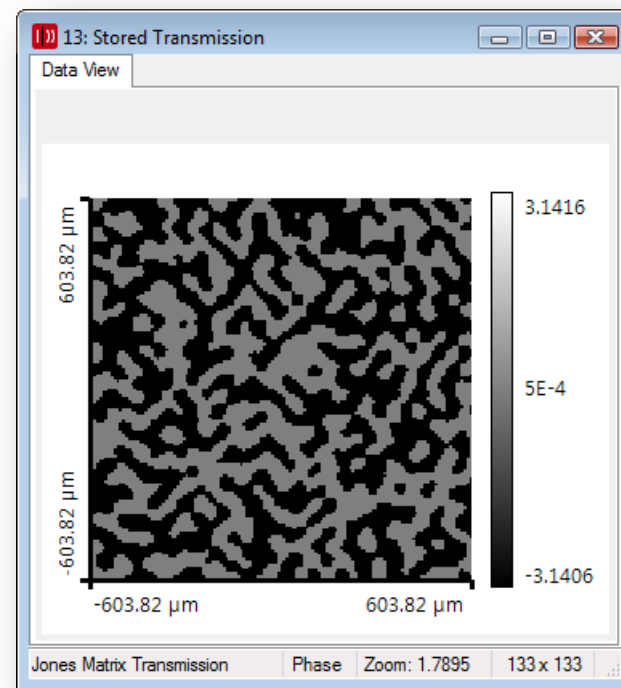 13: Stored Transmission
Data View
603.82 µm
-603.82 µm
3.1416
5E-4
-3.1406
-603.82 µm 603.82 µm
Jones Matrix Transmission Phase Zoom: 1.7895 133 x 133